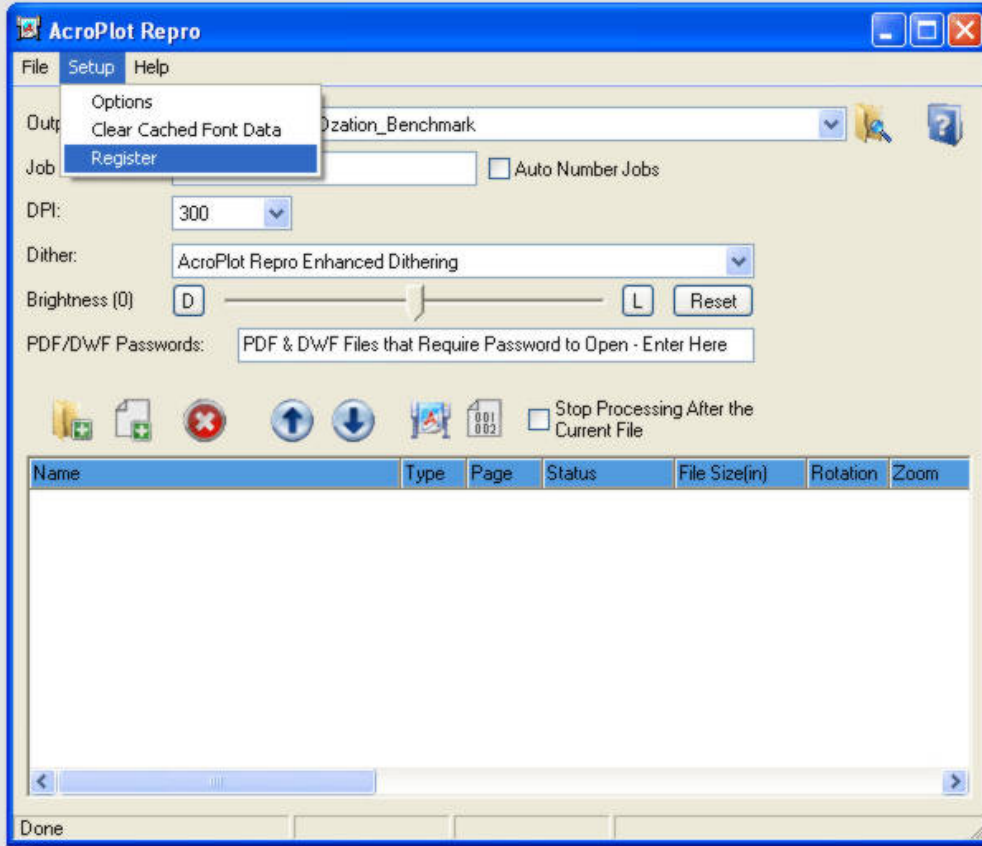 AcroPlot Repro
File Setup Help
Options
Clear Cached Font Data
Register
Outp
Ozation_Benchmark
Job
Auto Number Jobs
DPI: 300
Dither: AcroPlot Repro Enhanced Dithering
Brightness (0) D L Reset
PDF/DWF Passwords: PDF & DWF Files that Require Password to Open - Enter Here
001
002
Stop Processing After the
Current File
Name Type Page Status File Size(in) Rotation Zoom
Done